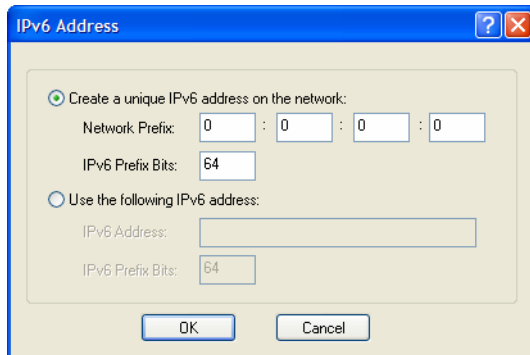 IPv6 Address
Create a unique IPv6 address on the network:
Network Prefix: 0 : 0 : 0 : 0
IPv6 Prefix Bits: 64
Use the following IPv6 address:
IPv6 Address:
IPv6 Prefix Bits: 64
OK Cancel